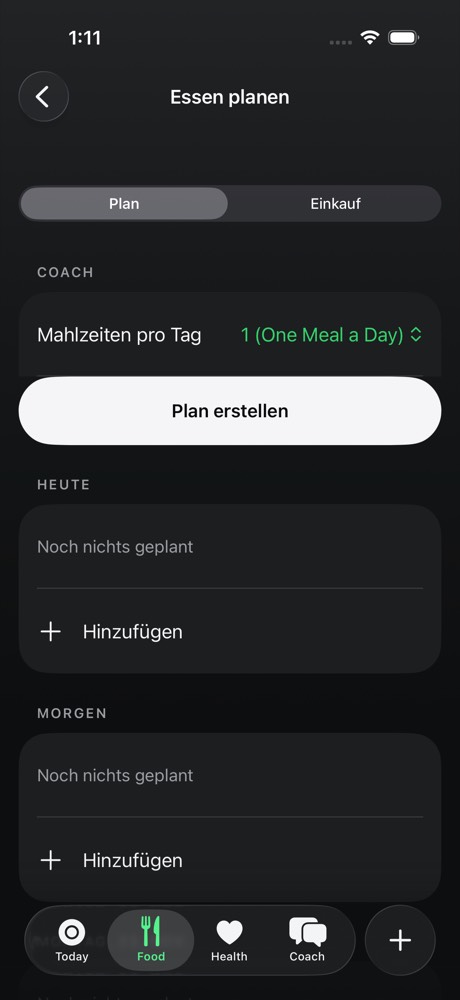 1:11
Essen planen
Plan
Einkauf
COACH
Mahlzeiten pro Tag
1 (One Meal a Day)
Plan erstellen
HEUTE
Noch nichts geplant
Hinzufügen
MORGEN
Noch nichts geplant
Hinzufügen
Today
Food
Health
Coach